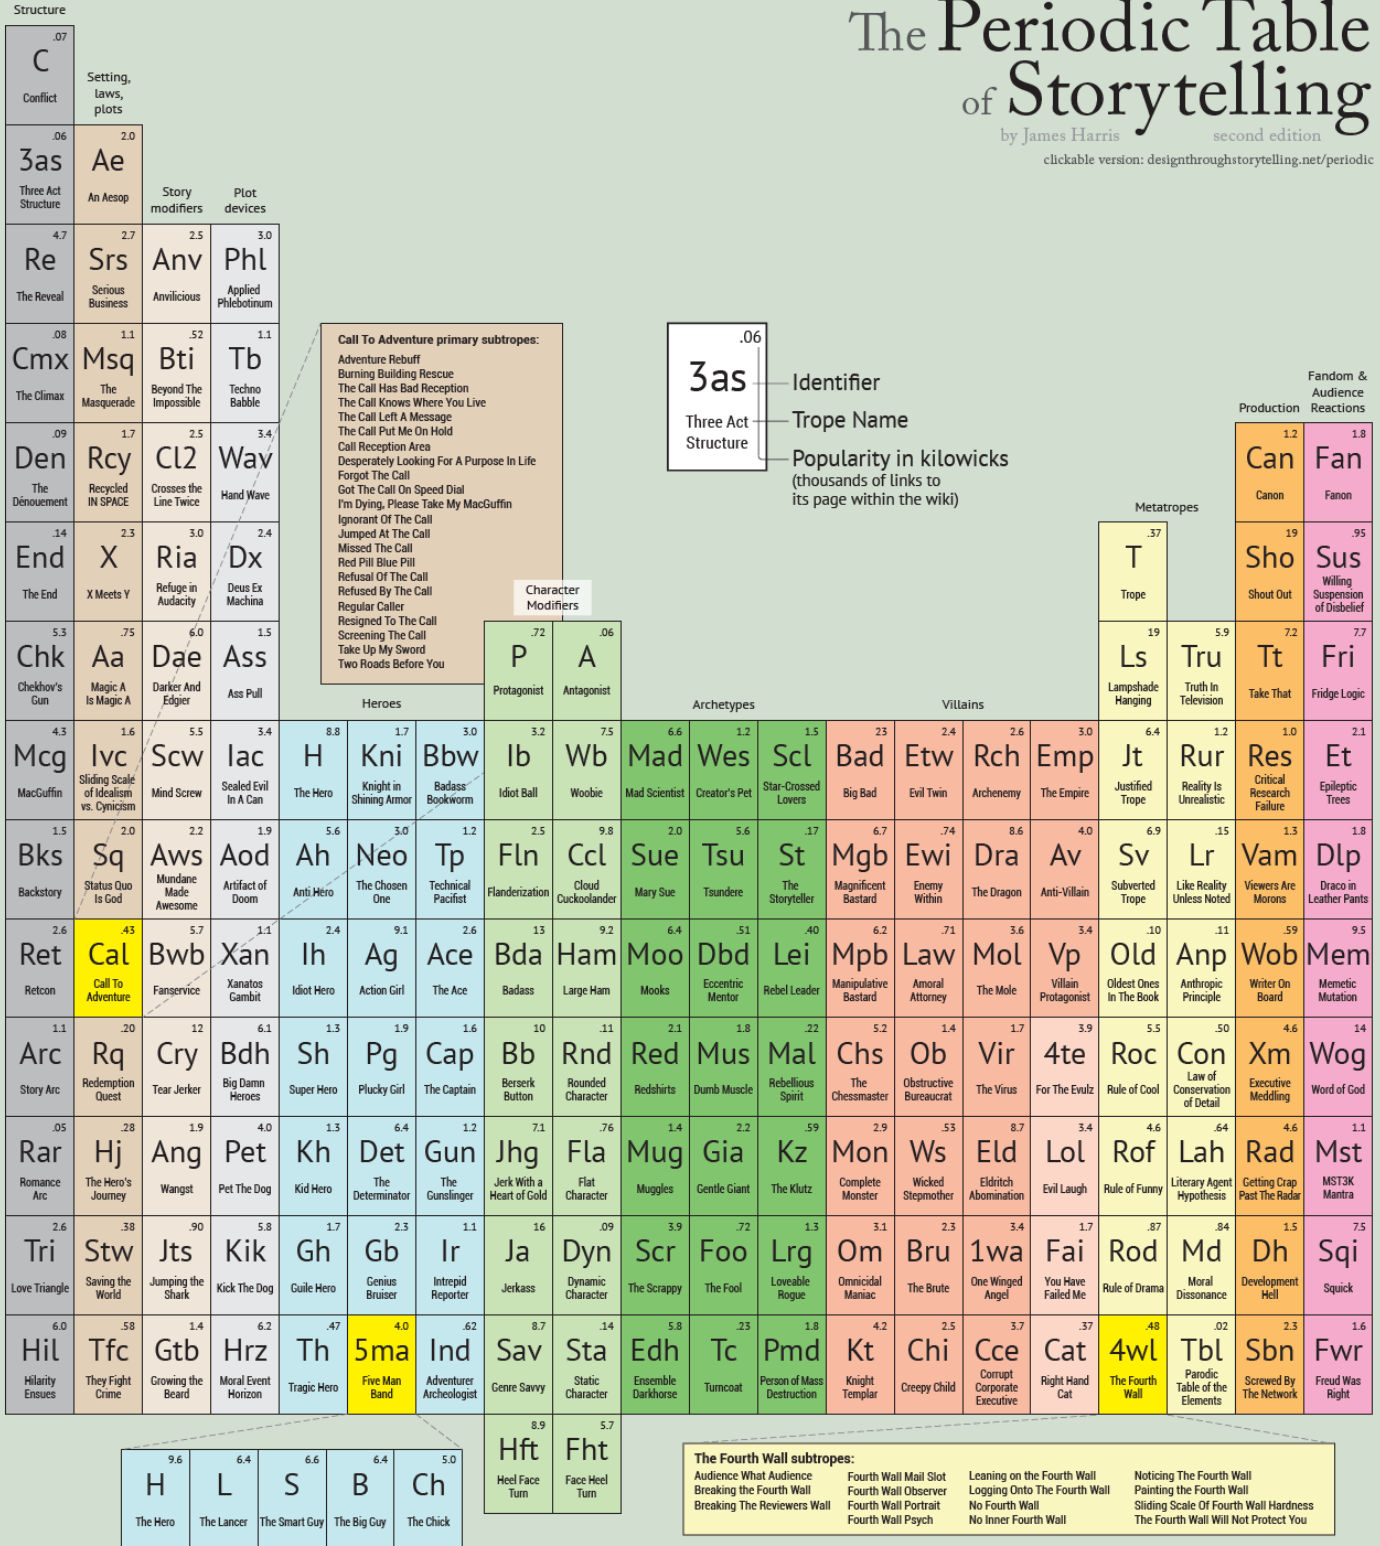 Structure
The Periodic Table
of Storytelling
by James Harris second edition
clickable version: designthroughstorytelling.net/periodic
.07
C
Conflict
Setting,
laws,
plots
.06
3as
Three Act
Structure
2.0
Ae
An Aesop
Story
modifiers
Plot
devices
4.7
Re
The Reveal
2.7
Srs
Serious
Business
2.5
Anv
Anvilicious
3.0
Phl
Applied
Phlebotinum
.08
Cmx
The Climax
1.1
Msq
The
Masquerade
.52
Bti
Beyond The
Impossible
1.1
Tb
Techno
Babble
Call To Adventure primary subtropes:
Adventure Rebuff
Burning Building Rescue
The Call Has Bad Reception
The Call Knows Where You Live
The Call Left A Message
The Call Put Me On Hold
Call Reception Area
Desperately Looking For A Purpose In Life
Forgot The Call
Got The Call On Speed Dial
I'm Dying, Please Take My MacGuffin
Ignorant Of The Call
Jumped At The Call
Missed The Call
Red Pill Blue Pill
Refusal Of The Call
Refused By The Call
Regular Caller
Resigned To The Call
Screening The Call
Take Up My Sword
Two Roads Before You
.06
3as
Three Act
Structure
Identifier
Trope Name
Popularity in kilowicks
(thousands of links to
its page within the wiki)
Production
Fandom &
Audience
Reactions
.09
Den
The
Dénouement
1.7
Rcy
Recycled
IN SPACE
2.5
Cl2
Crosses the
Line Twice
3.4
Wav
Hand Wave
1.2
Can
Canon
1.8
Fan
Fanon
Metatropes
.14
End
The End
2.3
X
X Meets Y
3.0
Ria
Refuge in
Audacity
2.4
Dx
Deus Ex
Machina
.37
T
Trope
19
Sho
Shout Out
.95
Sus
Willing
Suspension
of Disbelief
Character
Modifiers
5.3
Chk
Chekhov's
Gun
.75
Aa
Magic A
Is Magic A
6.0
Dae
Darker And
Edgier
1.5
Ass
Ass Pull
.72
P
Protagonist
.06
A
Antagonist
19
Ls
Lampshade
Hanging
5.9
Tru
Truth In
Television
7.2
Tt
Take That
7.7
Fri
Fridge Logic
Heroes
Archetypes
Villains
4.3
Mcg
MacGuffin
1.6
Ivc
Sliding Scale
of Idealism
vs. Cynicism
5.5
Scw
Mind Screw
3.4
Iac
Sealed Evil
In A Can
8.8
H
The Hero
1.7
Kni
Knight in
Shining Armor
3.0
Bbw
Badass
Bookworm
3.2
Ib
Idiot Ball
7.5
Wb
Woobie
6.6
Mad
Mad Scientist
1.2
Wes
Creator's Pet
1.5
Scl
Star-Crossed
Lovers
23
Bad
Big Bad
2.4
Etw
Evil Twin
2.6
Rch
Archenemy
3.0
Emp
The Empire
6.4
Jt
Justified
Trope
1.2
Rur
Reality Is
Unrealistic
1.0
Res
Critical
Research
Failure
2.1
Et
Epileptic
Trees
1.5
Bks
Backstory
2.0
Sq
Status Quo
Is God
2.2
Aws
Mundane
Made
Awesome
1.9
Aod
Artifact of
Doom
5.6
Ah
Anti Hero
3.0
Neo
The Chosen
One
1.2
Tp
Technical
Pacifist
2.5
Fln
Flanderization
9.8
Ccl
Cloud
Cuckoolander
2.0
Sue
Mary Sue
5.6
Tsu
Tsundere
.17
St
The
Storyteller
6.7
Mgb
Magnificent
Bastard
.74
Ewi
Enemy
Within
8.6
Dra
The Dragon
4.0
Av
Anti-Villain
6.9
Sv
Subverted
Trope
.15
Lr
Like Reality
Unless Noted
1.3
Vam
Viewers Are
Morons
1.8
Dlp
Draco in
Leather Pants
2.6
Ret
Retcon
.43
Cal
Call To
Adventure
5.7
Bwb
Fanservice
1.1
Xan
Xanatos
Gambit
2.4
Ih
Idiot Hero
9.1
Ag
Action Girl
2.6
Ace
The Ace
13
Bda
Badass
9.2
Ham
Large Ham
6.4
Moo
Mooks
.51
Dbd
Eccentric
Mentor
.40
Lei
Rebel Leader
6.2
Mpb
Manipulative
Bastard
.71
Law
Amoral
Attorney
3.6
Mol
The Mole
3.4
Vp
Villain
Protagonist
.10
Old
Oldest Ones
In The Book
.11
Anp
Anthropic
Principle
.59
Wob
Writer On
Board
9.5
Mem
Memetic
Mutation
1.1
Arc
Story Arc
.20
Rq
Redemption
Quest
12
Cry
Tear Jerker
6.1
Bdh
Big Damn
Heroes
1.3
Sh
Super Hero
1.9
Pg
Plucky Girl
1.6
Cap
The Captain
10
Bb
Berserk
Button
.11
Rnd
Rounded
Character
2.1
Red
Redshirts
1.8
Mus
Dumb Muscle
.22
Mal
Rebellious
Spirit
5.2
Chs
The
Chessmaster
1.4
Ob
Obstructive
Bureaucrat
1.7
Vir
The Virus
3.9
4te
For The Evulz
5.5
Roc
Rule of Cool
.50
Con
Law of
Conservation
of Detail
4.6
Xm
Executive
Meddling
14
Wog
Word of God
.05
Rar
Romance
Arc
.28
Hj
The Hero's
Journey
1.9
Ang
Wangst
4.0
Pet
Pet The Dog
1.3
Kh
Kid Hero
6.4
Det
The
Determinator
1.2
Gun
The
Gunslinger
7.1
Jhg
Jerk With a
Heart of Gold
.76
Fla
Flat
Character
1.4
Mug
Muggles
2.2
Gia
Gentle Giant
.59
Kz
The Klutz
2.9
Mon
Complete
Monster
.53
Ws
Wicked
Stepmother
8.7
Eld
Eldritch
Abomination
3.4
Lol
Evil Laugh
4.6
Rof
Rule of Funny
.64
Lah
Literary Agent
Hypothesis
4.6
Rad
Getting Crap
Past The Radar
1.1
Mst
MST3K
Mantra
2.6
Tri
Love Triangle
.38
Stw
Saving the
World
.90
Jts
Jumping the
Shark
5.8
Kik
Kick The Dog
1.7
Gh
Guile Hero
2.3
Gb
Genius
Bruiser
1.1
Ir
Intrepid
Reporter
16
Ja
Jerkass
.09
Dyn
Dynamic
Character
3.9
Scr
The Scrappy
.72
Foo
The Fool
1.3
Lrg
Loveable
Rogue
3.1
Om
Omnicidal
Maniac
2.3
Bru
The Brute
3.4
1wa
One Winged
Angel
1.7
Fai
You Have
Failed Me
.87
Rod
Rule of Drama
.84
Md
Moral
Dissonance
1.5
Dh
Development
Hell
7.5
Sqi
Squick
6.0
Hil
Hilarity
Ensues
.58
Tfc
They Fight
Crime
1.4
Gtb
Growing the
Beard
6.2
Hrz
Moral Event
Horizon
.47
Th
Tragic Hero
4.0
5ma
Five Man
Band
.62
Ind
Adventurer
Archeologist
8.7
Sav
Genre Savvy
.14
Sta
Static
Character
5.8
Edh
Ensemble
Darkhorse
.23
Tc
Turncoat
1.8
Pmd
Person of Mass
Destruction
4.2
Kt
Knight
Templar
2.5
Chi
Creepy Child
3.7
Cce
Corrupt
Corporate
Executive
.37
Cat
Right Hand
Cat
.48
4wl
The Fourth
Wall
.02
Tbl
Parodic
Table of the
Elements
2.3
Sbn
Screwed By
The Network
1.6
Fwr
Freud Was
Right
8.9
Hft
Heel Face
Turn
5.7
Fht
Face Heel
Turn
9.6
H
The Hero
6.4
L
The Lancer
6.6
S
The Smart Guy
6.4
B
The Big Guy
5.0
Ch
The Chick
The Fourth Wall subtropes:
Audience What Audience
Breaking the Fourth Wall
Breaking The Reviewers Wall
Fourth Wall Mail Slot
Fourth Wall Observer
Fourth Wall Portrait
Fourth Wall Psych
Leaning on the Fourth Wall
Logging Onto The Fourth Wall
No Fourth Wall
No Inner Fourth Wall
Noticing The Fourth Wall
Painting the Fourth Wall
Sliding Scale Of Fourth Wall Hardness
The Fourth Wall Will Not Protect You